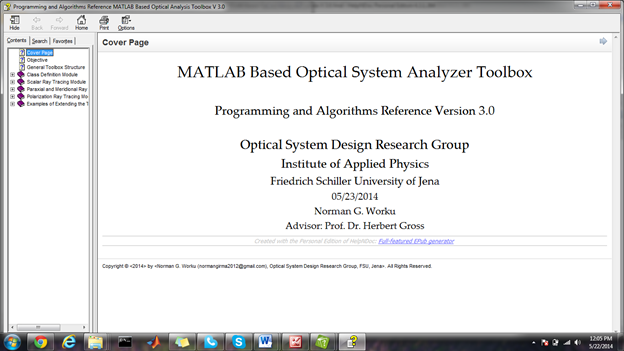 Programming and Algorithms Reference MATLAB Based Optical Analysis Toolbox V 3.0
Hide Back Forward Home Print Options
Contents Search Favorites
Cover Page
Objective
General Toolbox Structure
Class Definition Module
Scalar Ray Tracing Module
Paraxial and Meridional Ray
Polarization Ray Tracing Mo
Examples of Extending the T
Cover Page
MATLAB Based Optical System Analyzer Toolbox
Programming and Algorithms Reference Version 3.0
Optical System Design Research Group
Institute of Applied Physics
Friedrich Schiller University of Jena
05/23/2014
Norman G. Worku
Advisor: Prof. Dr. Herbert Gross
Created with the Personal Edition of HelpNDoc: Full-featured EPub generator
Copyright © <2014> by <Norman G. Worku (normangirma2012@gmail.com), Optical System Design Research Group, FSU, Jena>. All Rights Reserved.
12:05 PM
5/22/2014